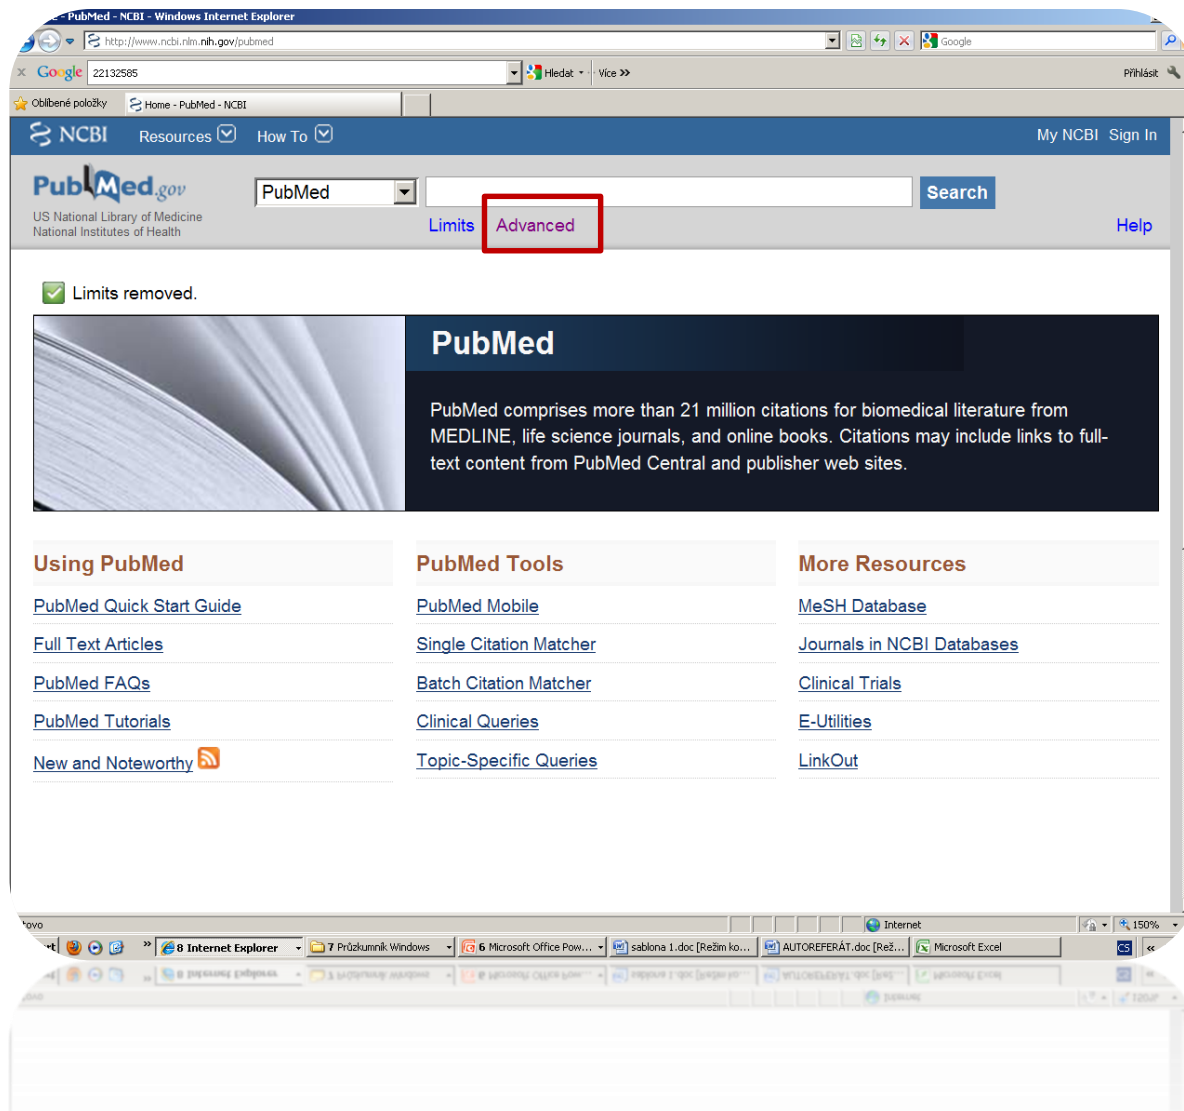 - PubMed - NCBI - Windows Internet Explorer
http://www.ncbi.nlm.nih.gov/pubmed
Google
x Google 22132585 Hledat Více »
Přihlásit
Oblíbené položky
Home - PubMed - NCBI
NCBI Resources How To
My NCBI Sign In
PubMed.gov
US National Library of Medicine
National Institutes of Health
PubMed
Search
Limits Advanced
Help
Limits removed.
PubMed
PubMed comprises more than 21 million citations for biomedical literature from
MEDLINE, life science journals, and online books. Citations may include links to full-
text content from PubMed Central and publisher web sites.
Using PubMed
PubMed Quick Start Guide
Full Text Articles
PubMed FAQs
PubMed Tutorials
New and Noteworthy
PubMed Tools
PubMed Mobile
Single Citation Matcher
Batch Citation Matcher
Clinical Queries
Topic-Specific Queries
More Resources
MeSH Database
Journals in NCBI Databases
Clinical Trials
E-Utilities
LinkOut
Internet
150%
» 8 Internet Explorer
7 Průzkumník Windows
6 Microsoft Office Pow...
sablona 1.doc [Režim ko...
AUTOREFERÁT.doc [Rež...
Microsoft Excel
CS «